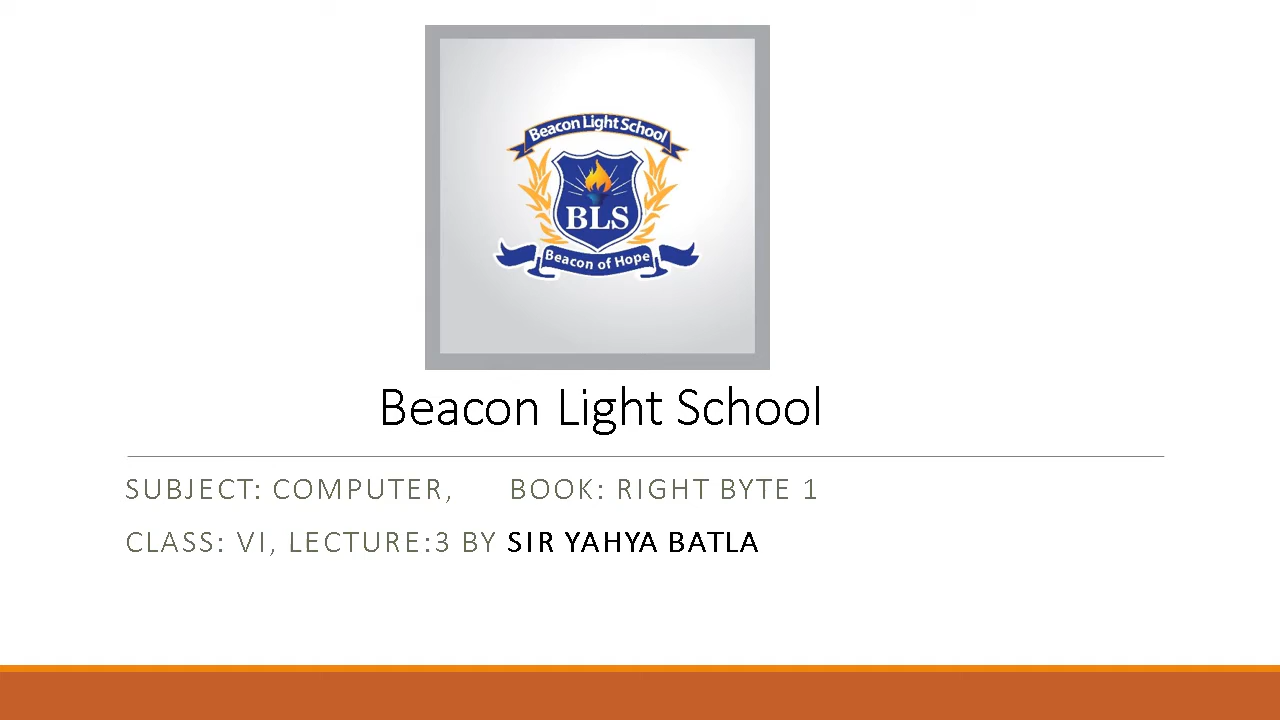 Beacon Light School
BLS
Beacon of Hope
Beacon Light School
SUBJECT: COMPUTER, BOOK: RIGHT BYTE 1
CLASS: VI, LECTURE:3 BY SIR YAHYA BATLA